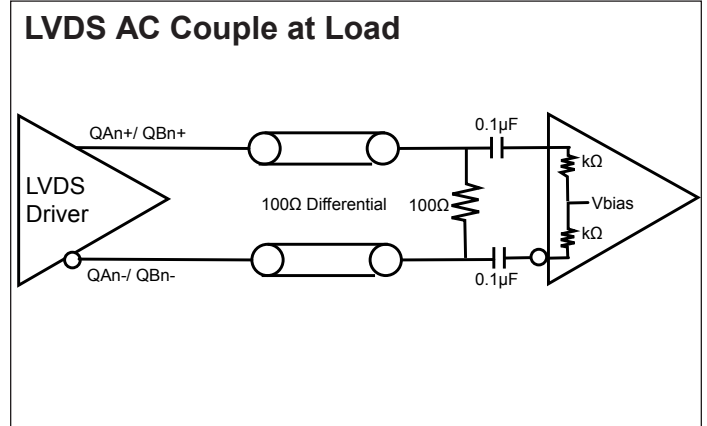 LVDS AC Couple at Load
QAn+/ QBn+
0.1µF
kΩ
LVDS
Driver
100Ω Differential
100Ω
Vbias
kΩ
QAn-/ QBn-
0.1µF